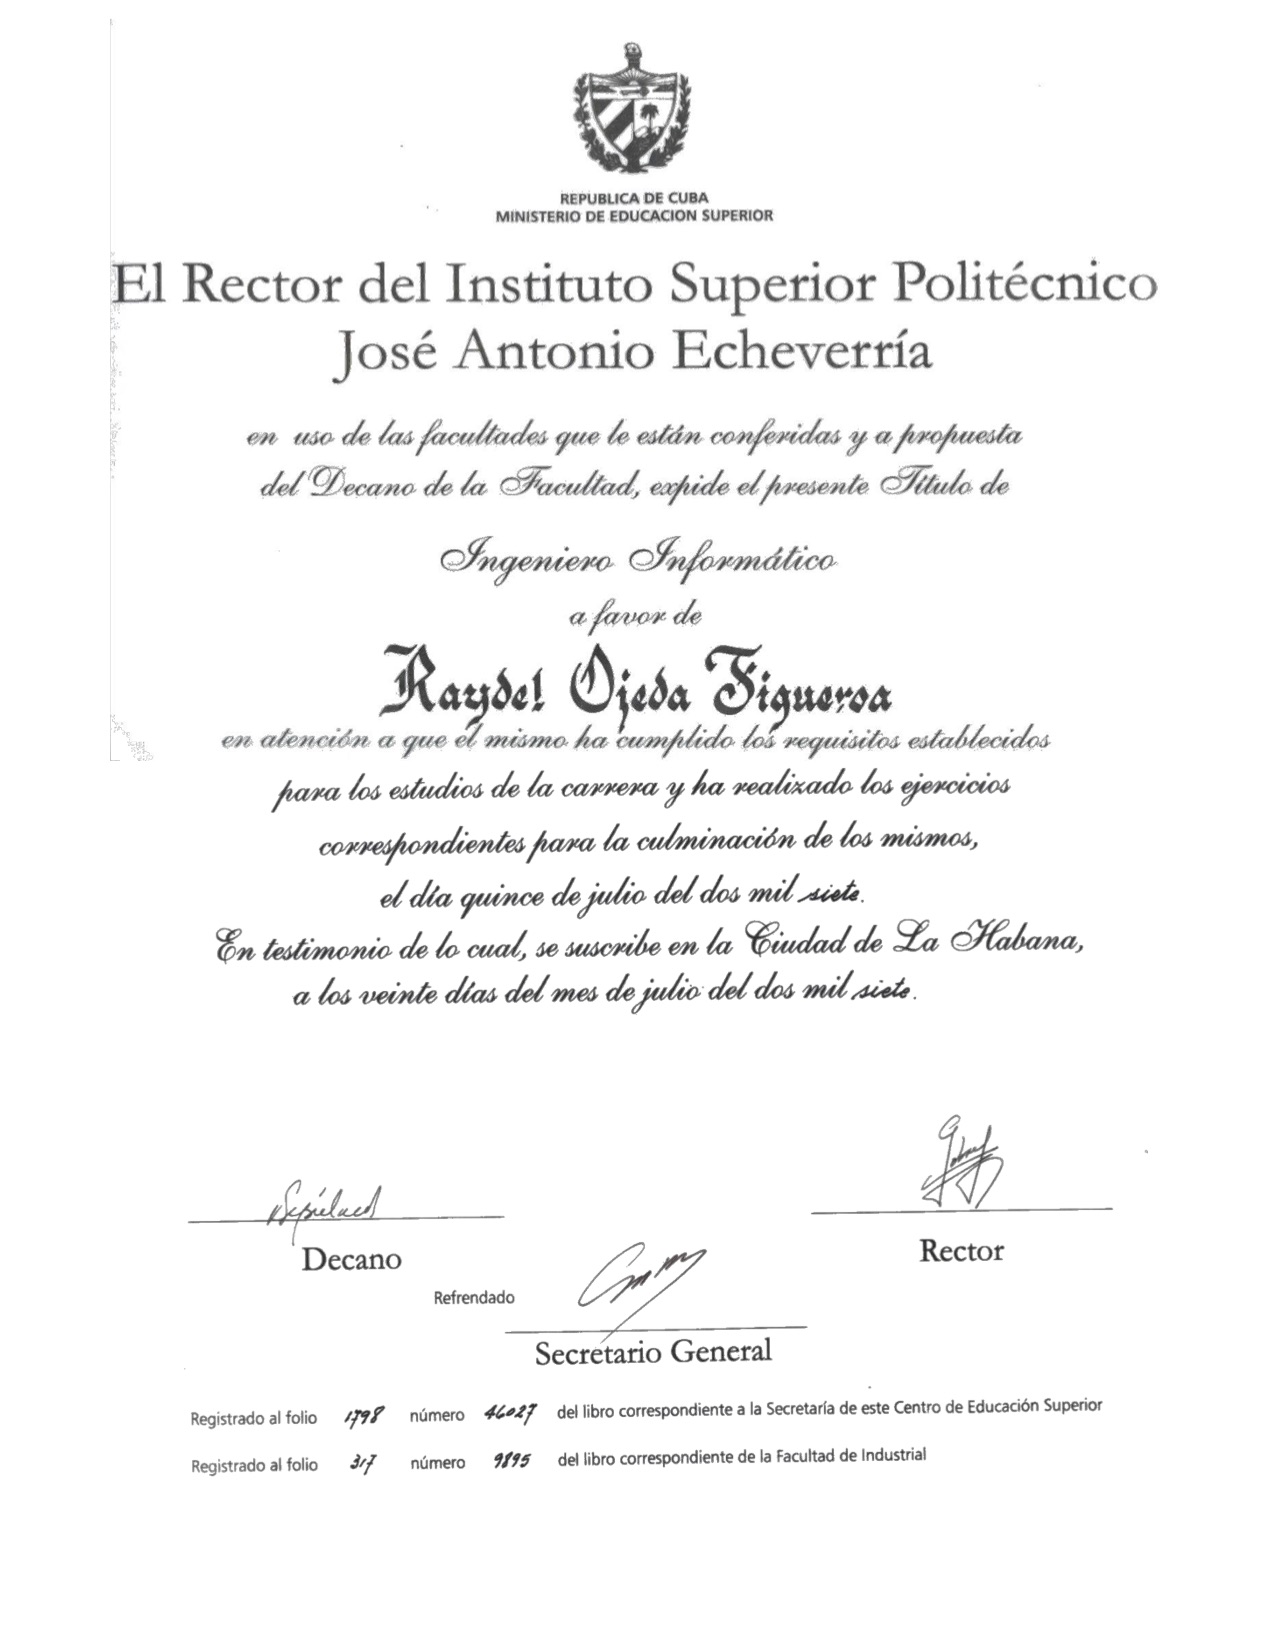 REPUBLICA DE CUBA
MINISTERIO DE EDUCACION SUPERIOR
El Rector del Instituto Superior Politécnico
José Antonio Echeverría
en uso de las facultades que le están conferidas y a propuesta
del Decano de la Facultad, expide el presente Título de
Ingeniero Informático
a favor de
Raydel Ojeda Figueroa
en atención a que el mismo ha cumplido los requisitos establecidos
para los estudios de la carrera y ha realizado los ejercicios
correspondientes para la culminación de los mismos,
el día quince de julio del dos mil siete.
En testimonio de lo cual, se suscribe en la Ciudad de La Habana,
a los veinte días del mes de julio del dos mil siete.
Decano
Rector
Refrendado
Secretario General
Registrado al folio 1798 número 46027 del libro correspondiente a la Secretaría de este Centro de Educación Superior
Registrado al folio 317 número 9895 del libro correspondiente de la Facultad de Industrial